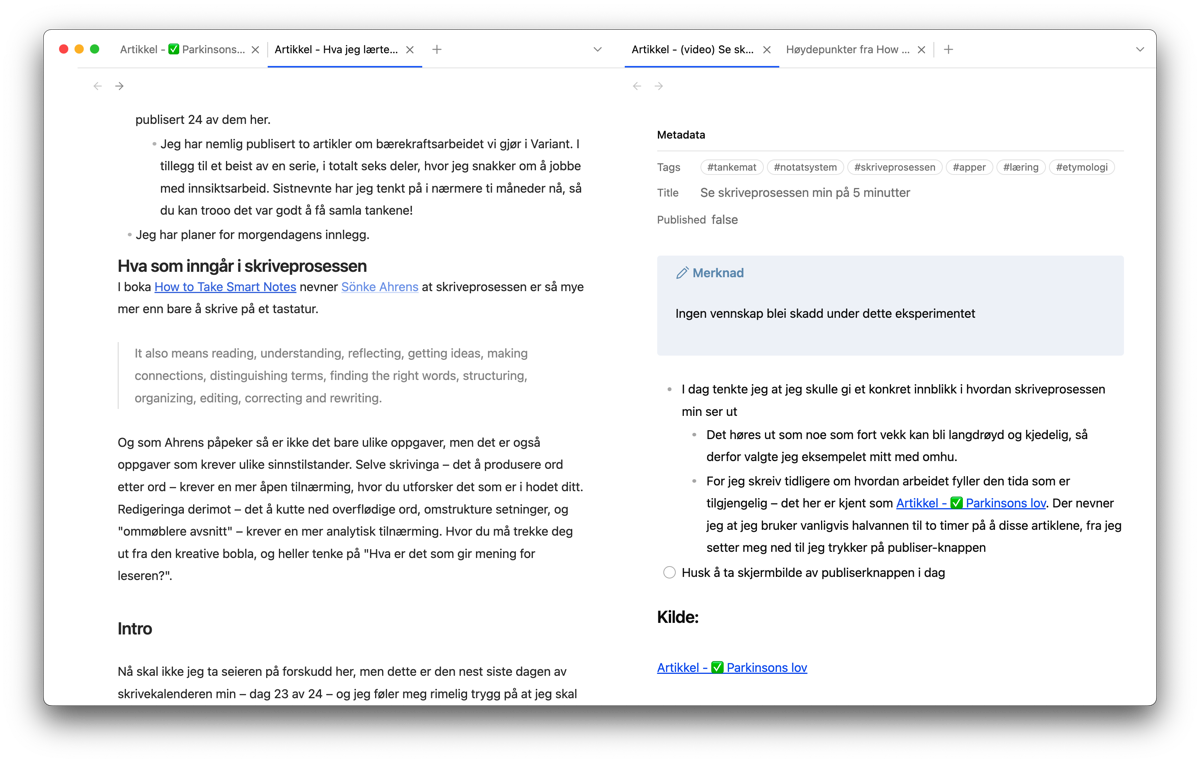 Artikkel - ✅ Parkinsons...
Artikkel - Hva jeg lærte...
Artikkel - (video) Se sk...
Høydepunkter fra How ...
publisert 24 av dem her.
Jeg har nemlig publisert to artikler om bærekraftsarbeidet vi gjør i Variant. I
tillegg til et beist av en serie, i totalt seks deler, hvor jeg snakker om å jobbe
med innsiktsarbeid. Sistnevnte har jeg tenkt på i nærmere ti måneder nå, så
du kan trooo det var godt å få samla tankene!
Jeg har planer for morgendagens innlegg.
Hva som inngår i skriveprosessen
I boka How to Take Smart Notes nevner Sönke Ahrens at skriveprosessen er så mye
mer enn bare å skrive på et tastatur.
It also means reading, understanding, reflecting, getting ideas, making
connections, distinguishing terms, finding the right words, structuring,
organizing, editing, correcting and rewriting.
Og som Ahrens påpeker så er ikke det bare ulike oppgaver, men det er også
oppgaver som krever ulike sinnstilstander. Selve skrivinga – det å produsere ord
etter ord – krever en mer åpen tilnærming, hvor du utforsker det som er i hodet ditt.
Redigeringa derimot – det å kutte ned overflødige ord, omstrukture setninger, og
"ommøblere avsnitt" – krever en mer analytisk tilnærming. Hvor du må trekke deg
ut fra den kreative bobla, og heller tenke på "Hva er det som gir mening for
leseren?".
Intro
Nå skal ikke jeg ta seieren på forskudd her, men dette er den nest siste dagen av
skrivekalenderen min – dag 23 av 24 – og jeg føler meg rimelig trygg på at jeg skal
Metadata
Tags #tankemat #notatsystem #skriveprosessen #apper #læring #etymologi
Title Se skriveprosessen min på 5 minutter
Published false
Merknad
Ingen vennskap blei skadd under dette eksperimentet
I dag tenkte jeg at jeg skulle gi et konkret innblikk i hvordan skriveprosessen
min ser ut
Det høres ut som noe som fort vekk kan bli langdrøyd og kjedelig, så
derfor valgte jeg eksempelet mitt med omhu.
For jeg skreiv tidligere om hvordan arbeidet fyller den tida som er
tilgjengelig – det her er kjent som Artikkel - ✅ Parkinsons lov. Der nevner
jeg at jeg bruker vanligvis halvannen til to timer på å disse artiklene, fra jeg
setter meg ned til jeg trykker på publiser-knappen
Husk å ta skjermbilde av publiserknappen i dag
Kilde:
Artikkel - ✅ Parkinsons lov